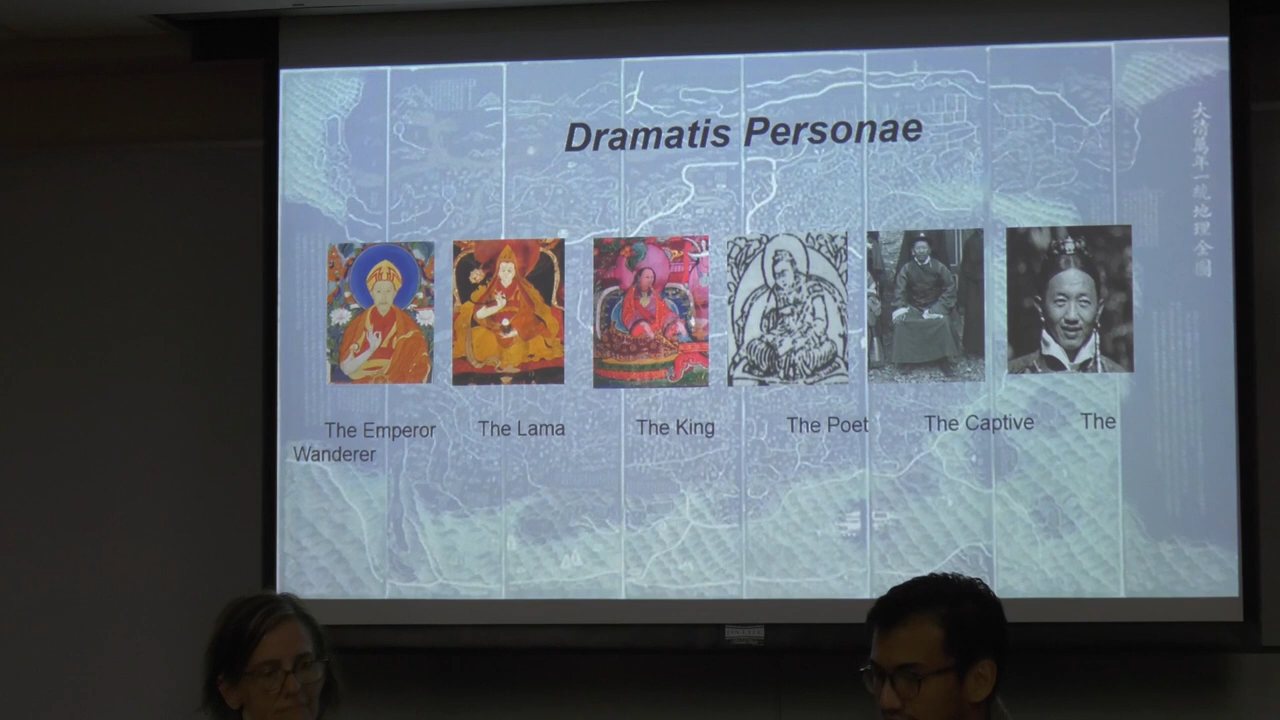 Dramatis Personae
大清萬年一統地理全圖
The Emperor The Lama The King The Poet The Captive The
Wanderer